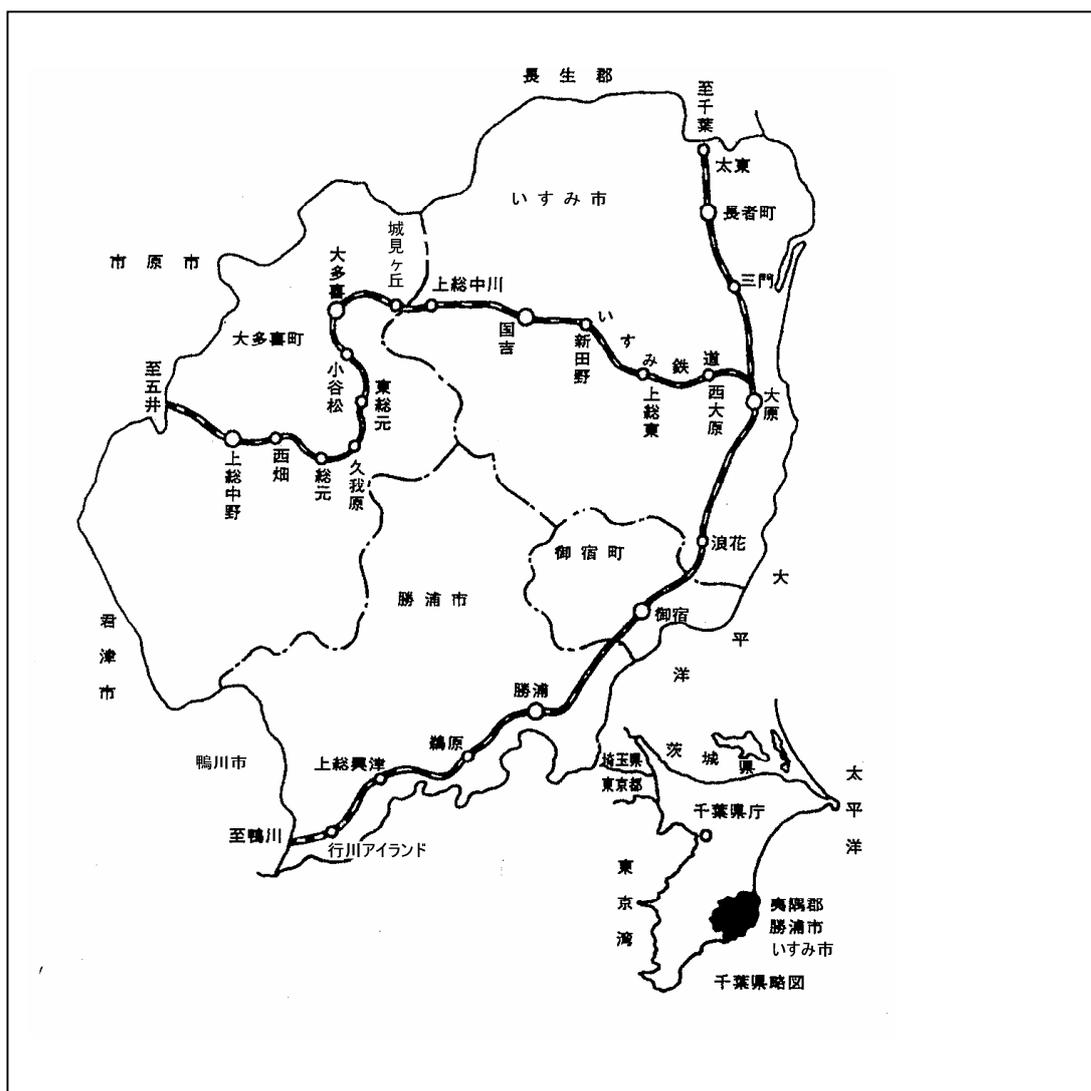 長生郡
至千葉
太東
いすみ市
長者町
城見ヶ丘
市原市
大多喜
三門
上総中川
国吉
いすみ鉄道
新田野
大多喜町
小谷松
至五井
東総元
上総東
西大原
大原
上総中野
西畑
総元
久我原
浪花
御宿町
大平洋
勝浦市
御宿
君津市
勝浦
鵜原
鴨川市
上総興津
至鴨川
行川アイランド
茨城県
埼玉県
東京都
太平洋
千葉県庁
東京湾
夷隅郡
勝浦市
いすみ市
千葉県略図